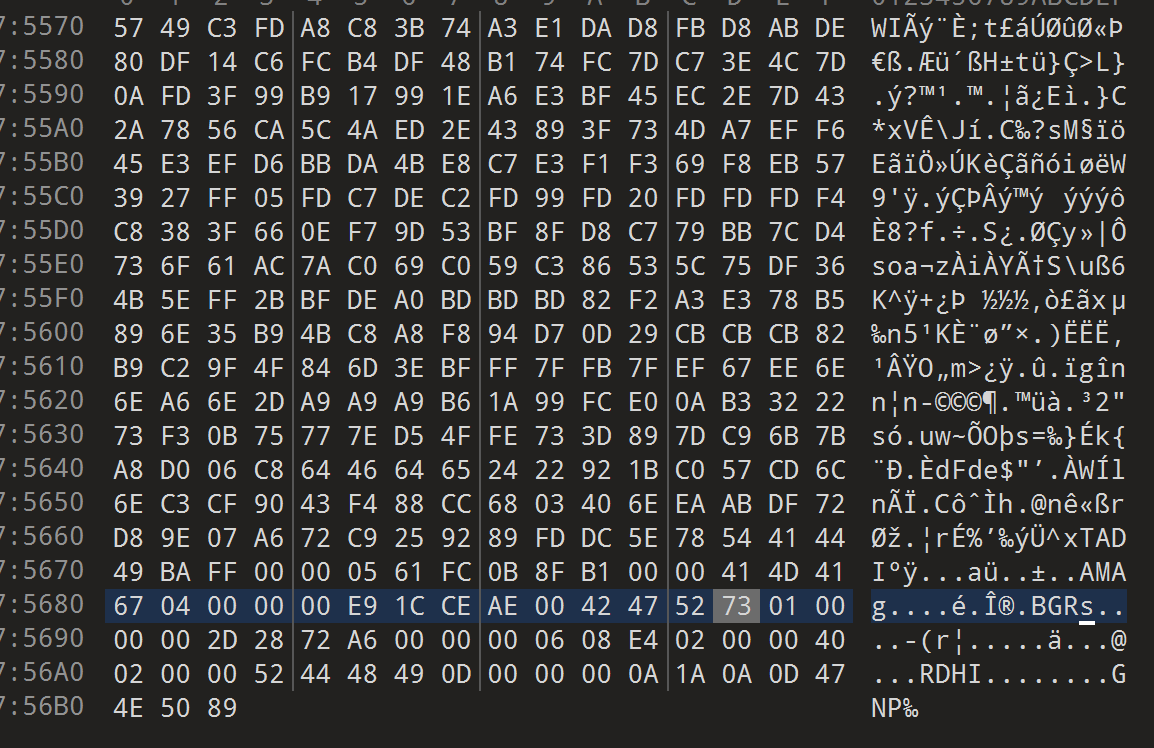 0 1 2 3 4 5 6 7 8 9 A B C D E F 0123456789ABCDEF
7:5570 57 49 C3 FD A8 C8 3B 74 A3 E1 DA D8 FB D8 AB DE WIÃý¨È;t£áÚØûØ«Þ
7:5580 80 DF 14 C6 FC B4 DF 48 B1 74 FC 7D C7 3E 4C 7D €ß.Æü´ßH±tü}Ç>L}
7:5590 0A FD 3F 99 B9 17 99 1E A6 E3 BF 45 EC 2E 7D 43 .ý?™¹.™.¦ã¿Eì.}C
7:55A0 2A 78 56 CA 5C 4A ED 2E 43 89 3F 73 4D A7 EF F6 *xVÊ\Jí.C‰?sM§ïö
7:55B0 45 E3 EF D6 BB DA 4B E8 C7 E3 F1 F3 69 F8 EB 57 EãïÖ»ÚKèÇãñóiøëW
7:55C0 39 27 FF 05 FD C7 DE C2 FD 99 FD 20 FD FD FD F4 9'ÿ.ýÇÞÂý™ý ýýýô
7:55D0 C8 38 3F 66 0E F7 9D 53 BF 8F D8 C7 79 BB 7C D4 È8?f.÷.S¿.ØÇy»|Ô
7:55E0 73 6F 61 AC 7A C0 69 C0 59 C3 86 53 5C 75 DF 36 soa¬zÀiÀYÃ†S\uß6
7:55F0 4B 5E FF 2B BF DE A0 BD BD BD 82 F2 A3 E3 78 B5 K^ÿ+¿Þ ½½½‚ò£ãxµ
7:5600 89 6E 35 B9 4B C8 A8 F8 94 D7 0D 29 CB CB CB 82 ‰n5¹KÈ¨ø”×.)ËËË‚
7:5610 B9 C2 9F 4F 84 6D 3E BF FF 7F FB 7F EF 67 EE 6E ¹ÂŸO„m>¿ÿ.û.ïgîn
7:5620 6E A6 6E 2D A9 A9 A9 B6 1A 99 FC E0 0A B3 32 22 n¦n-©©©¶.™üà.³2"
7:5630 73 F3 0B 75 77 7E D5 4F FE 73 3D 89 7D C9 6B 7B só.uw~ÕOþs=‰}Ék{
7:5640 A8 D0 06 C8 64 46 64 65 24 22 92 1B C0 57 CD 6C ¨Ð.ÈdFde$"’.ÀWÍl
7:5650 6E C3 CF 90 43 F4 88 CC 68 03 40 6E EA AB DF 72 nÃÏ.CôˆÌh.@nê«ßr
7:5660 D8 9E 07 A6 72 C9 25 92 89 FD DC 5E 78 54 41 44 Øž.¦rÉ%’‰ýÜ^xTAD
7:5670 49 BA FF 00 00 05 61 FC 0B 8F B1 00 00 41 4D 41 Iºÿ...aü..±..AMA
7:5680 67 04 00 00 00 E9 1C CE AE 00 42 47 52 73 01 00 g....é.Î®.BGRs..
7:5690 00 00 2D 28 72 A6 00 00 00 06 08 E4 02 00 00 40 ..-(r¦.....ä...@
7:56A0 02 00 00 52 44 48 49 0D 00 00 00 0A 1A 0A 0D 47 ...RDHI........G
7:56B0 4E 50 89 NP‰